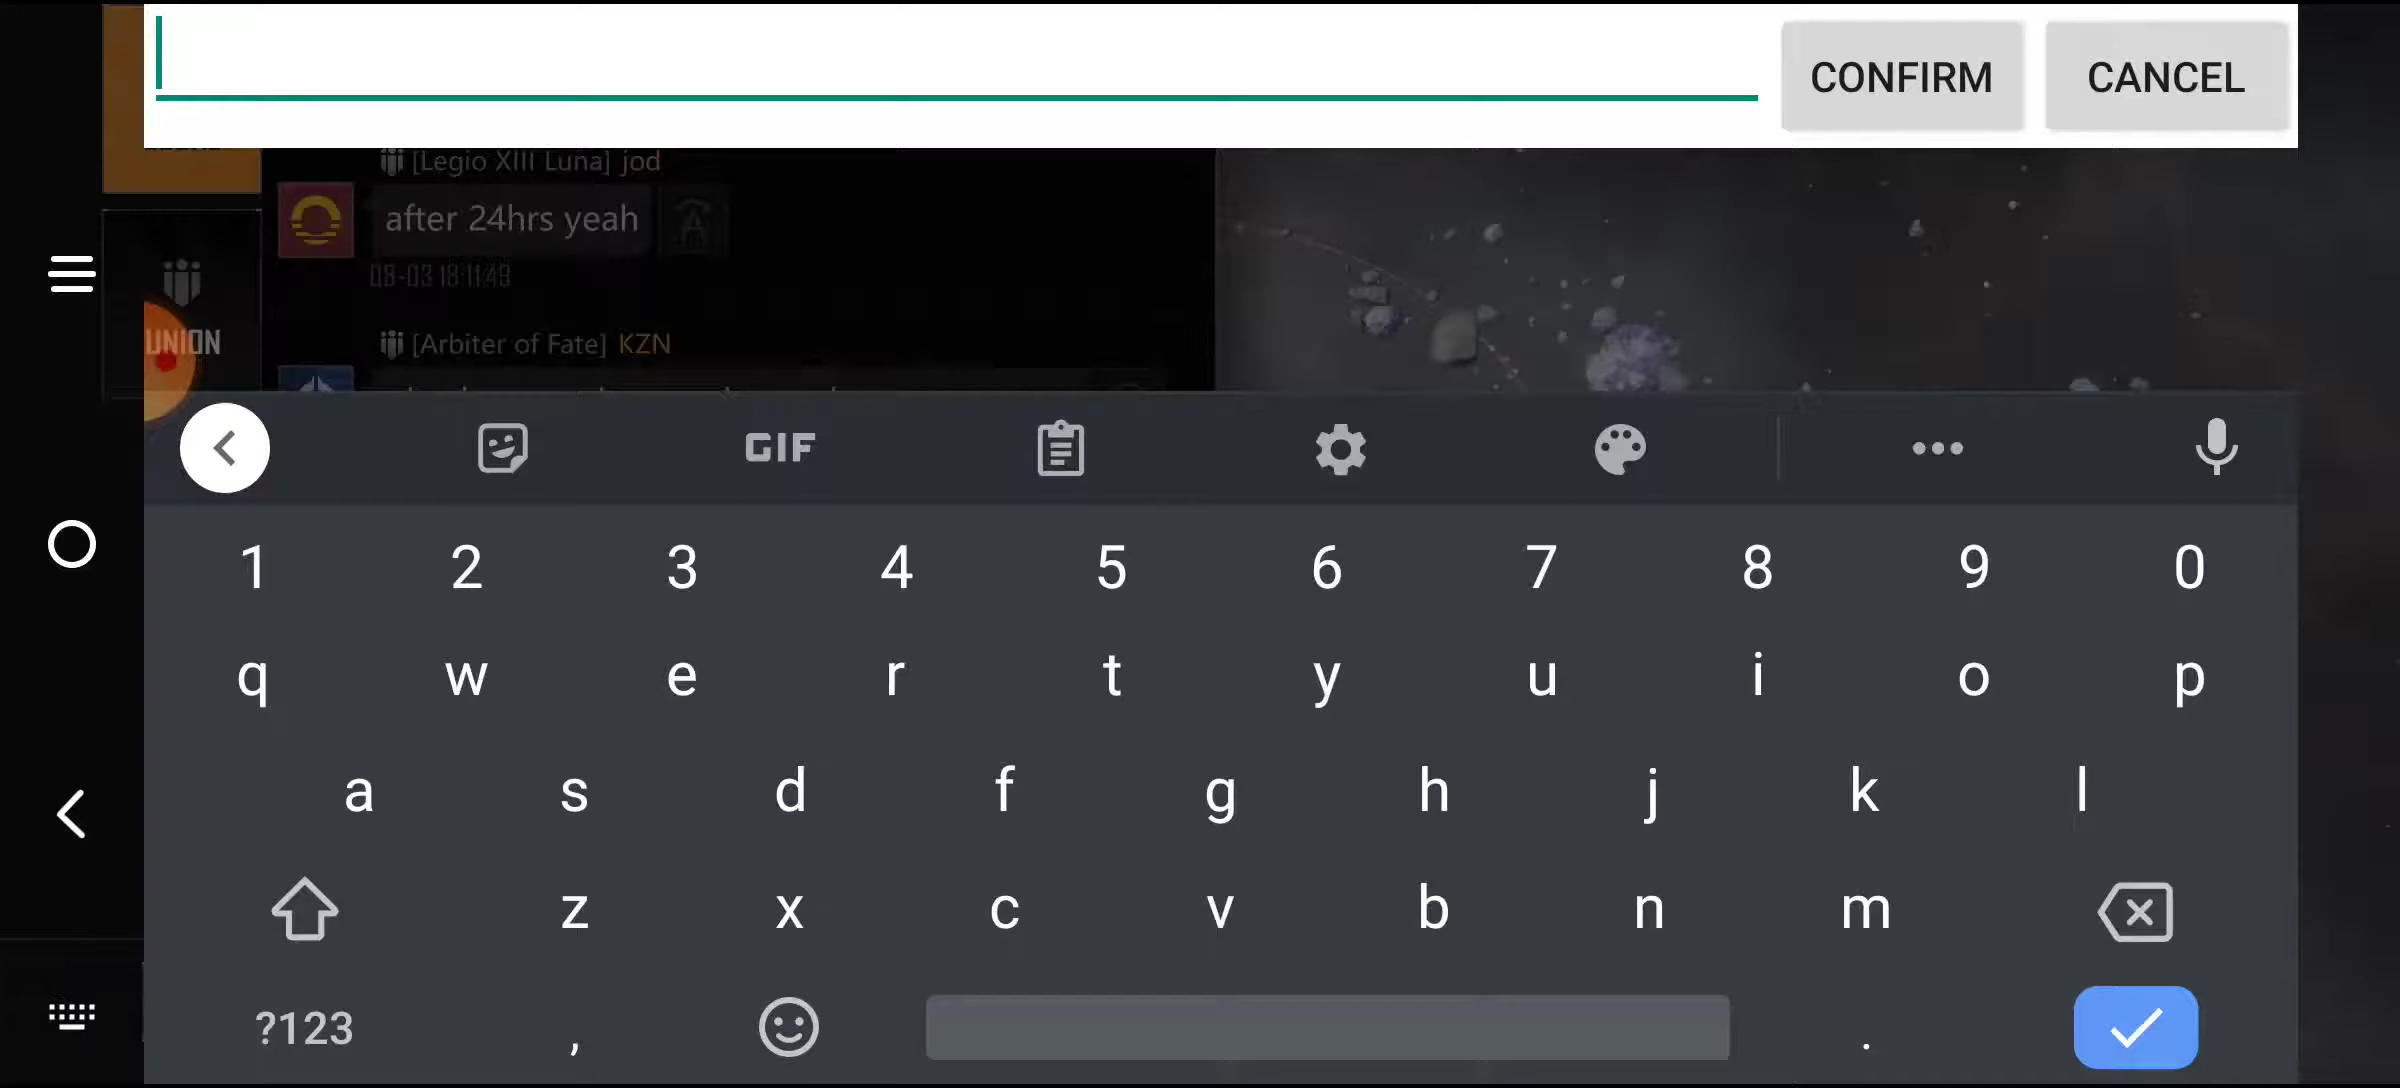 CONFIRM CANCEL
[Legio XIII Luna] jod
after 24hrs yeah
08-03 18:11:49
UNION
[Arbiter of Fate] KZN
GIF
1 2 3 4 5 6 7 8 9 0
q w e r t y u i o p
a s d f g h j k l
z x c v b n m
?123 , .